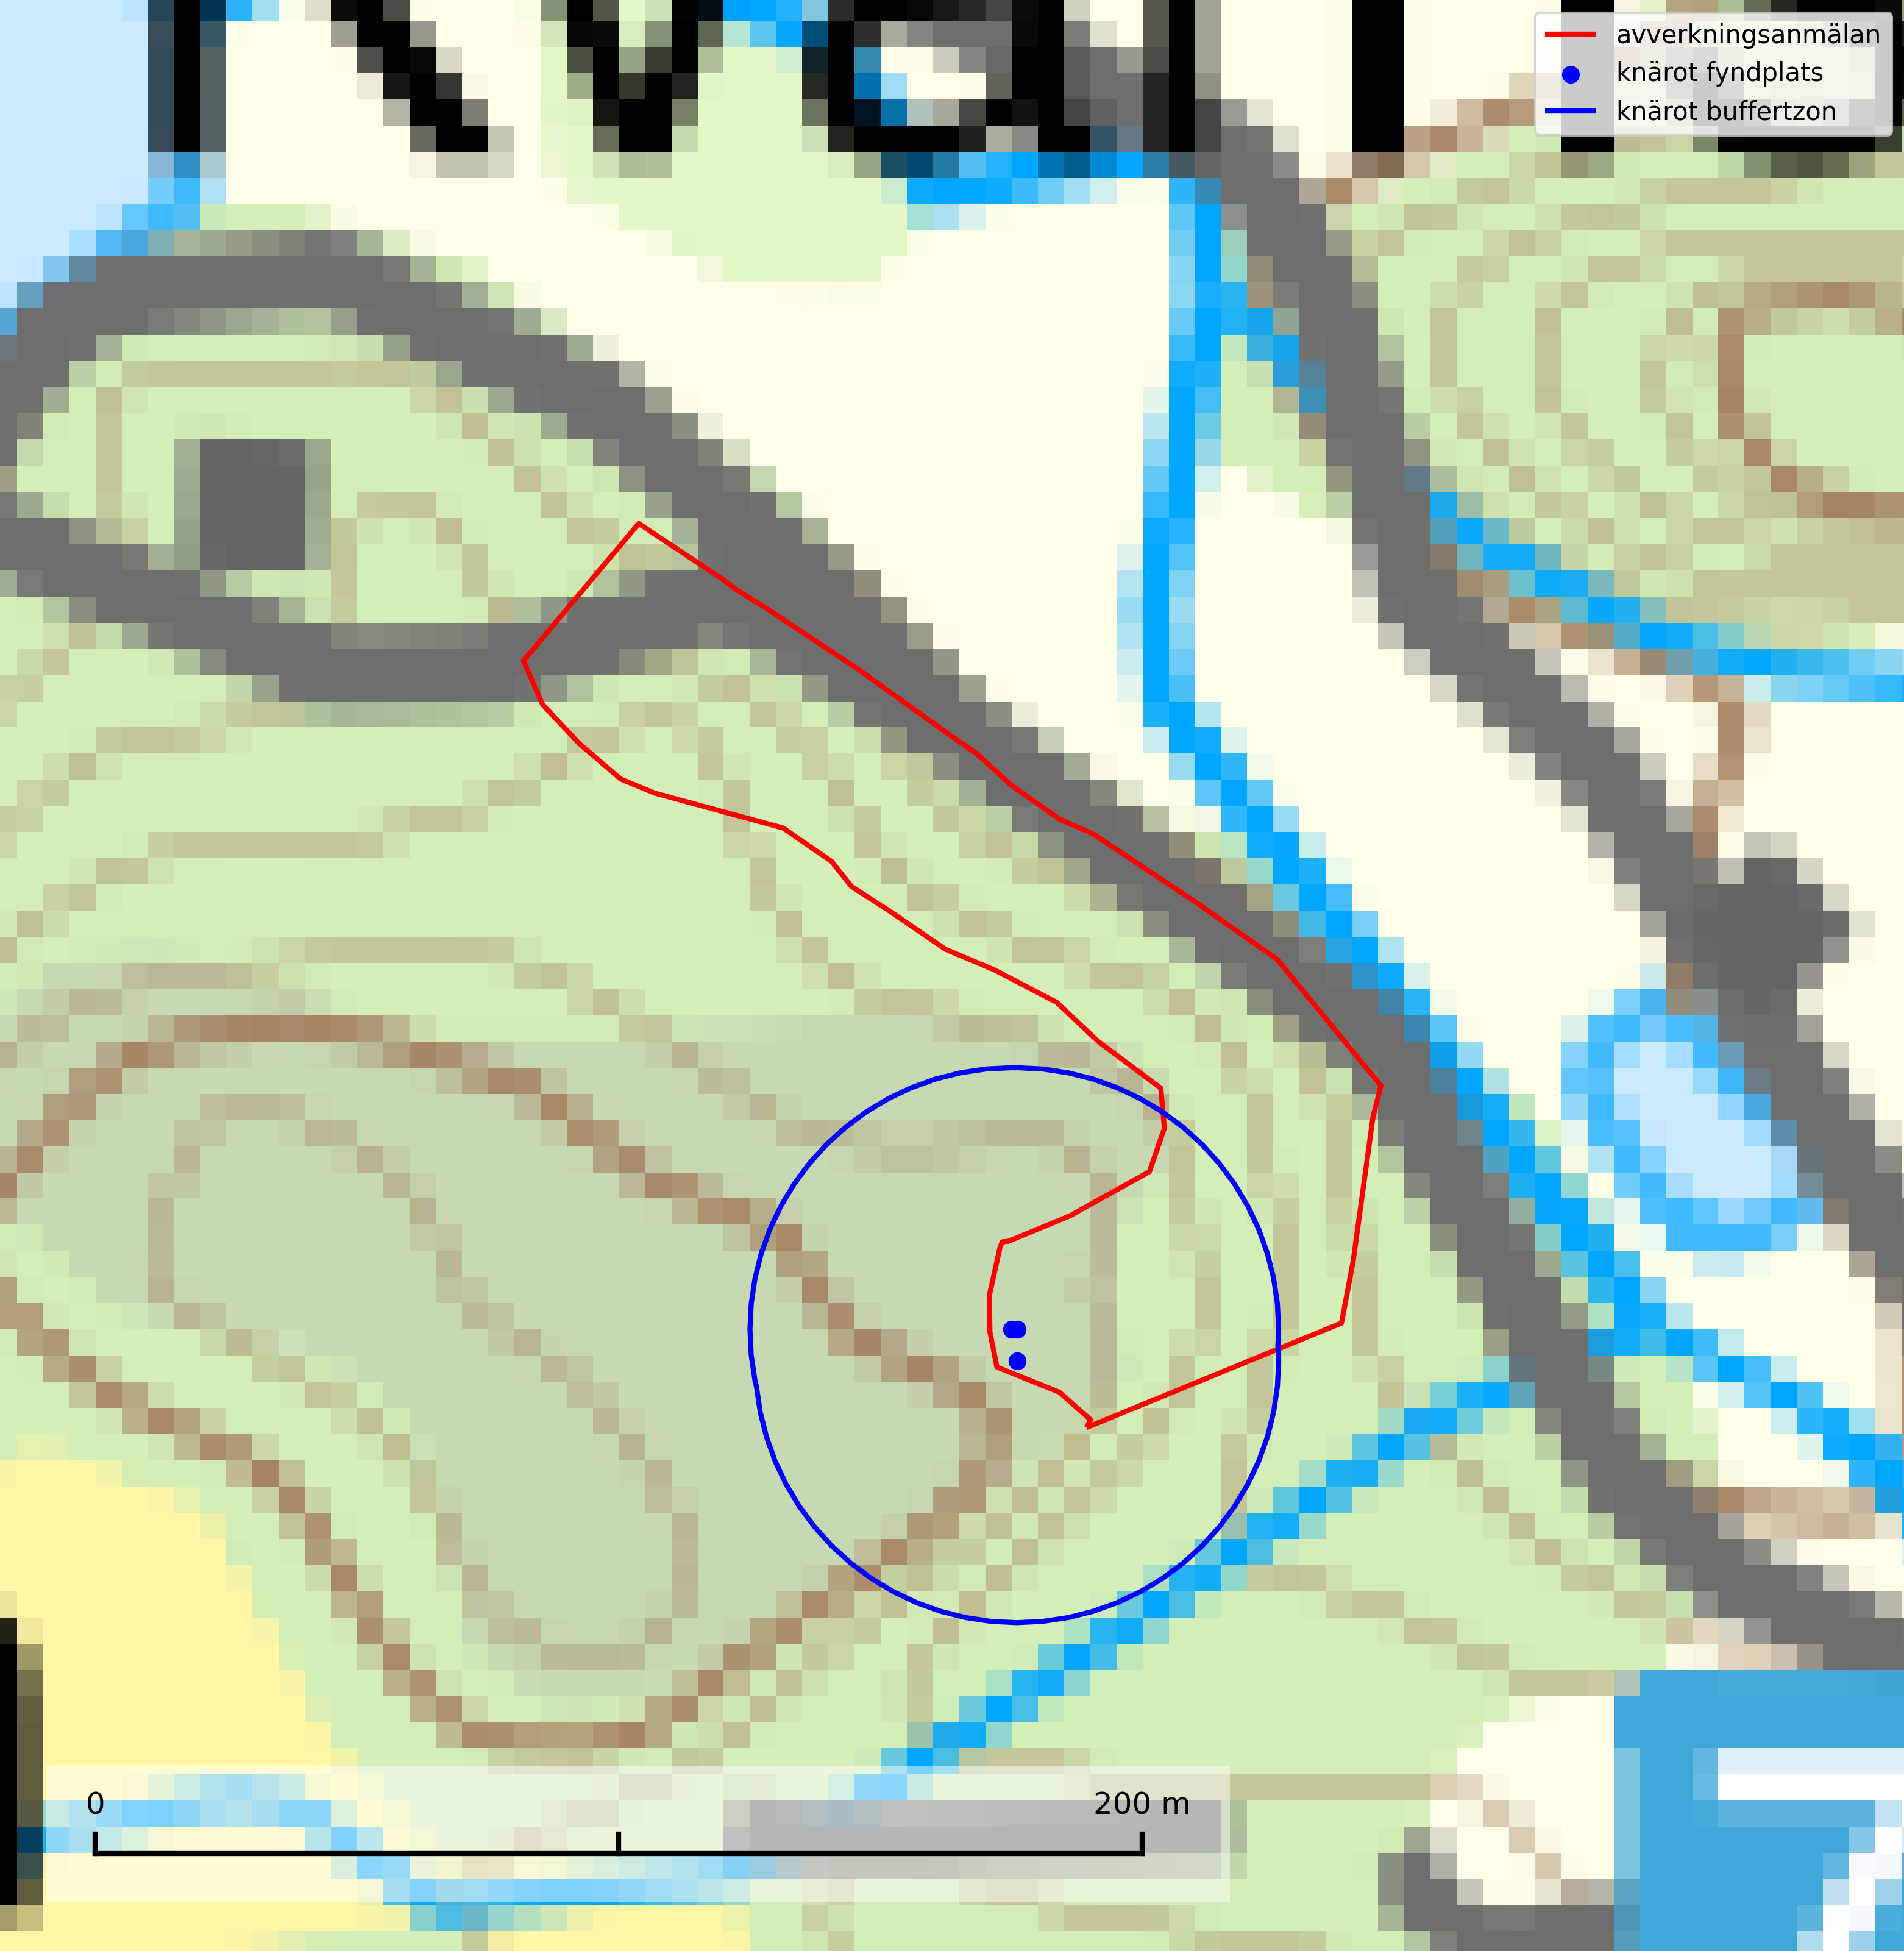 avverkningsanmälan
knärot fyndplats
knärot buffertzon
0
200 m